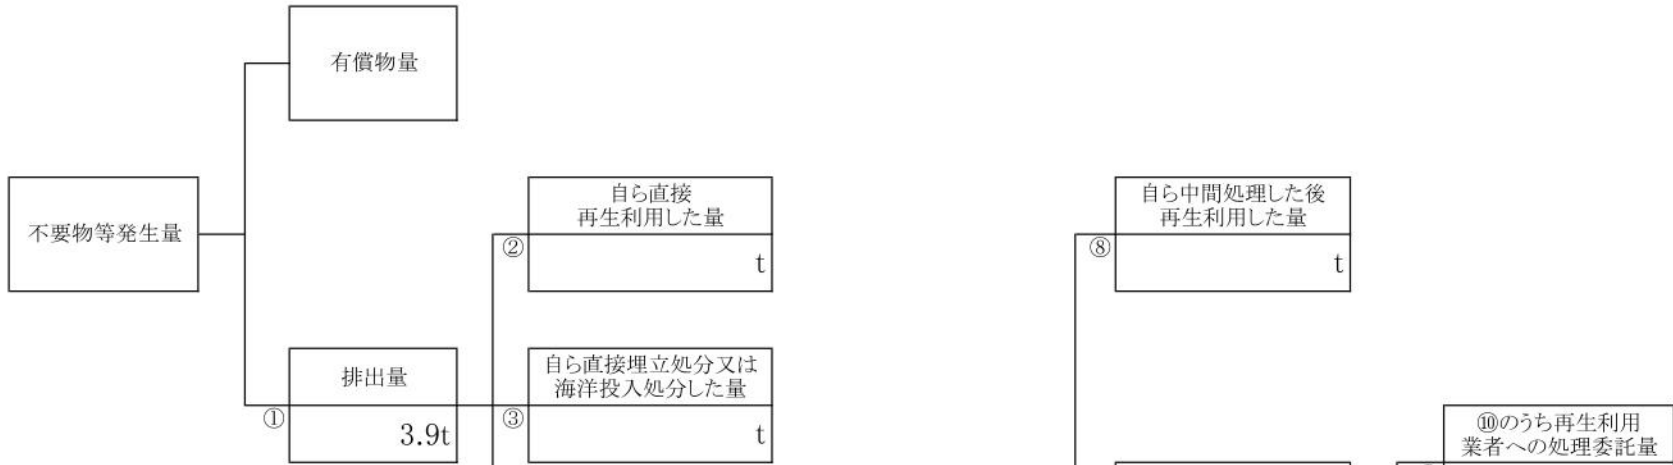 有償物量
不要物等発生量
自ら直接
再生利用した量
②
t
自ら中間処理した後
再生利用した量
⑧
t
排出量
①
3.9t
自ら直接埋立処分又は
海洋投入処分した量
③
t
⑩のうち再生利用
業者への処理委託量